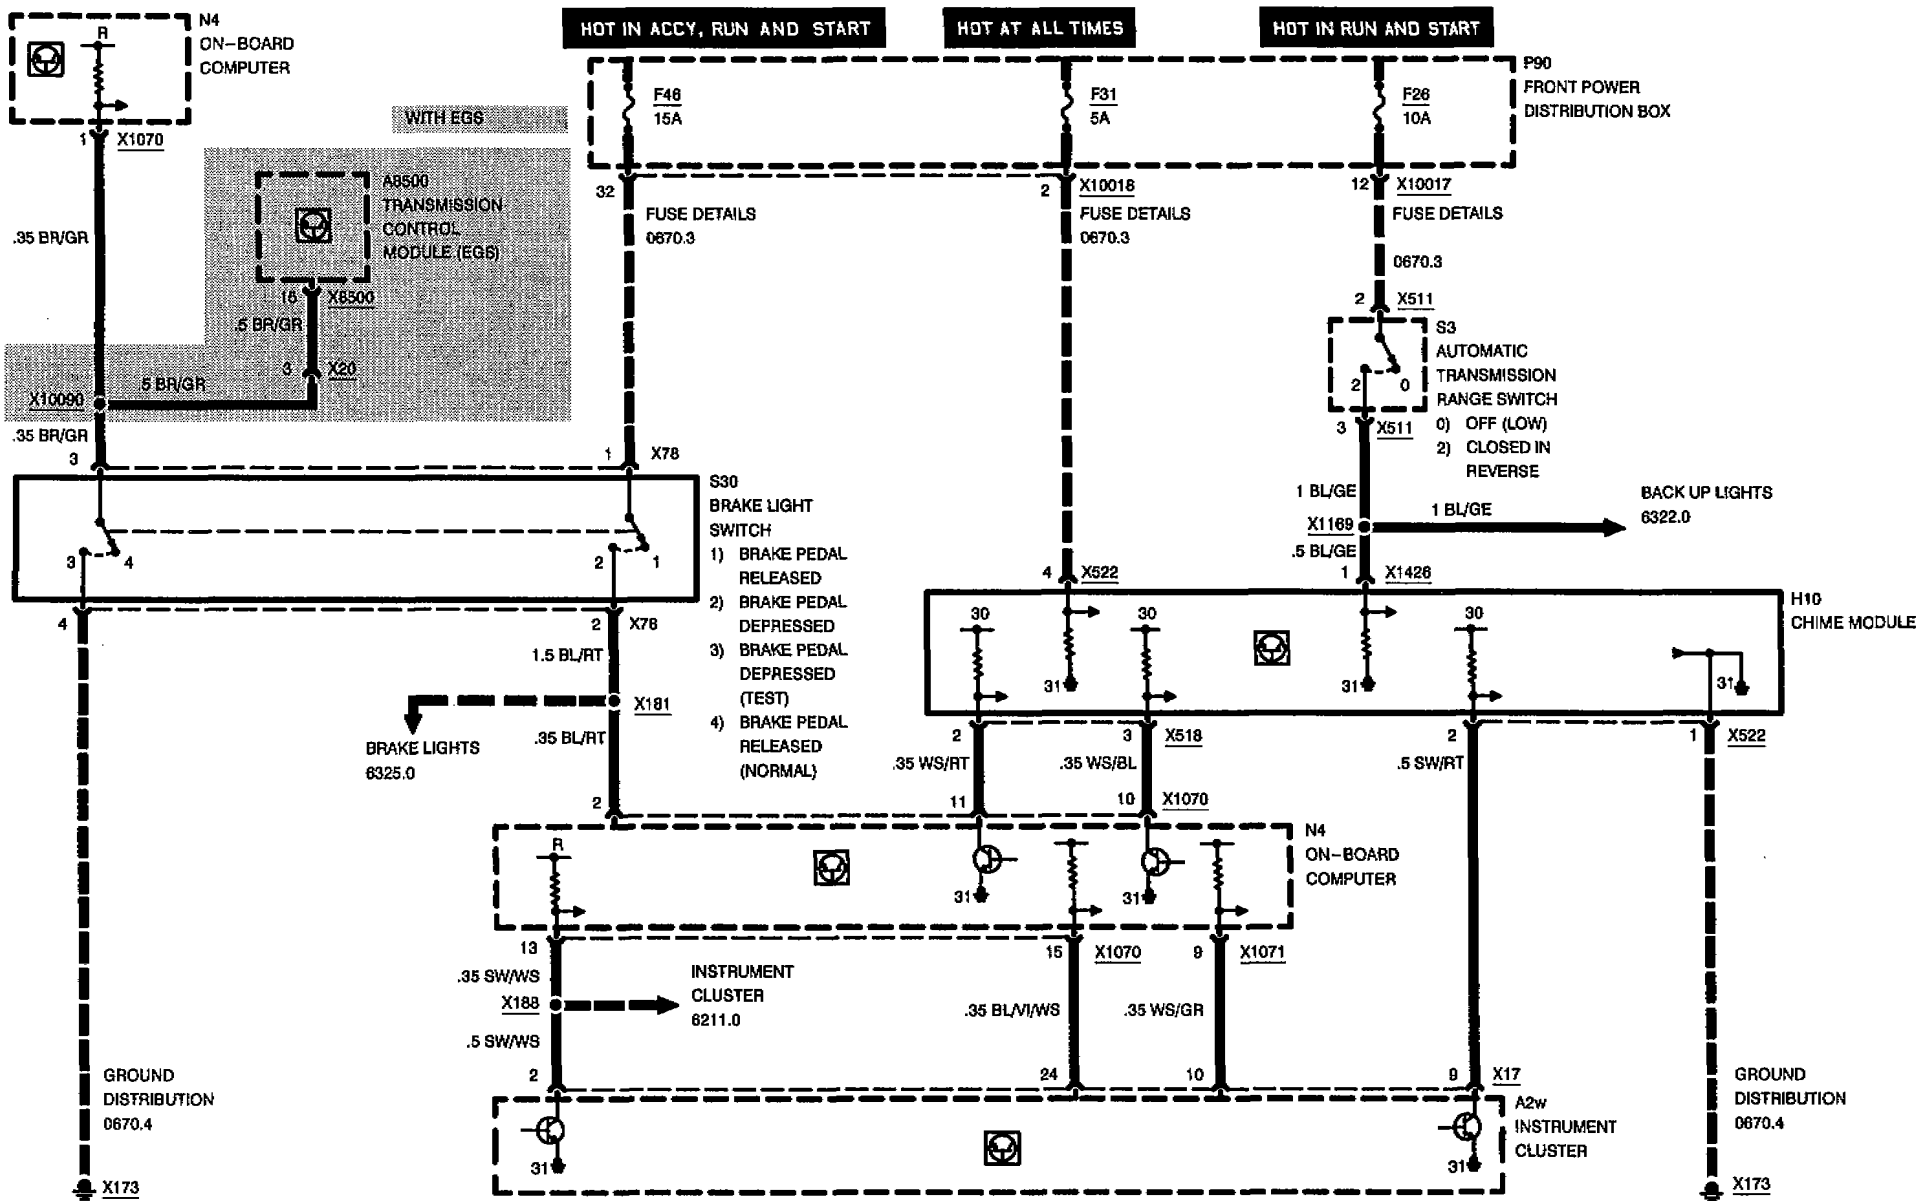 HOT IN ACCY, RUN AND START
HOT AT ALL TIMES
HOT IN RUN AND START
N4
ON-BOARD
COMPUTER
R
1
X1070
WITH EGS
A8500
TRANSMISSION
CONTROL
MODULE (EGS)
16
X8500
.5 BR/GR
3
X20
.35 BR/GR
.5 BR/GR
X10090
.35 BR/GR
P90
FRONT POWER
DISTRIBUTION BOX
F46
15A
F31
5A
F26
10A
32
FUSE DETAILS
0670.3
2
X10018
FUSE DETAILS
0670.3
12
X10017
FUSE DETAILS
0670.3
2
X511
S3
AUTOMATIC
TRANSMISSION
RANGE SWITCH
0) OFF (LOW)
2) CLOSED IN
REVERSE
2
0
3
X511
1 BL/GE
X1169
1 BL/GE
BACK UP LIGHTS
6322.0
.5 BL/GE
3
1
X78
S30
BRAKE LIGHT
SWITCH
1) BRAKE PEDAL
RELEASED
2) BRAKE PEDAL
DEPRESSED
3) BRAKE PEDAL
DEPRESSED
(TEST)
4) BRAKE PEDAL
RELEASED
(NORMAL)
3
4
2
1
4
2
X78
1.5 BL/RT
X181
BRAKE LIGHTS
6325.0
.35 BL/RT
4
X522
1
X1426
H10
CHIME MODULE
30
31
30
31
30
31
2
3
X518
2
1
X522
.35 WS/RT
.35 WS/BL
.5 SW/RT
2
11
10
X1070
N4
ON-BOARD
COMPUTER
R
31
31
13
15
X1070
9
X1071
.35 SW/WS
X188
INSTRUMENT
CLUSTER
6211.0
.5 SW/WS
.35 BL/VI/WS
.35 WS/GR
2
24
10
9
X17
A2w
INSTRUMENT
CLUSTER
31
31
GROUND
DISTRIBUTION
0670.4
X173
GROUND
DISTRIBUTION
0670.4
X173